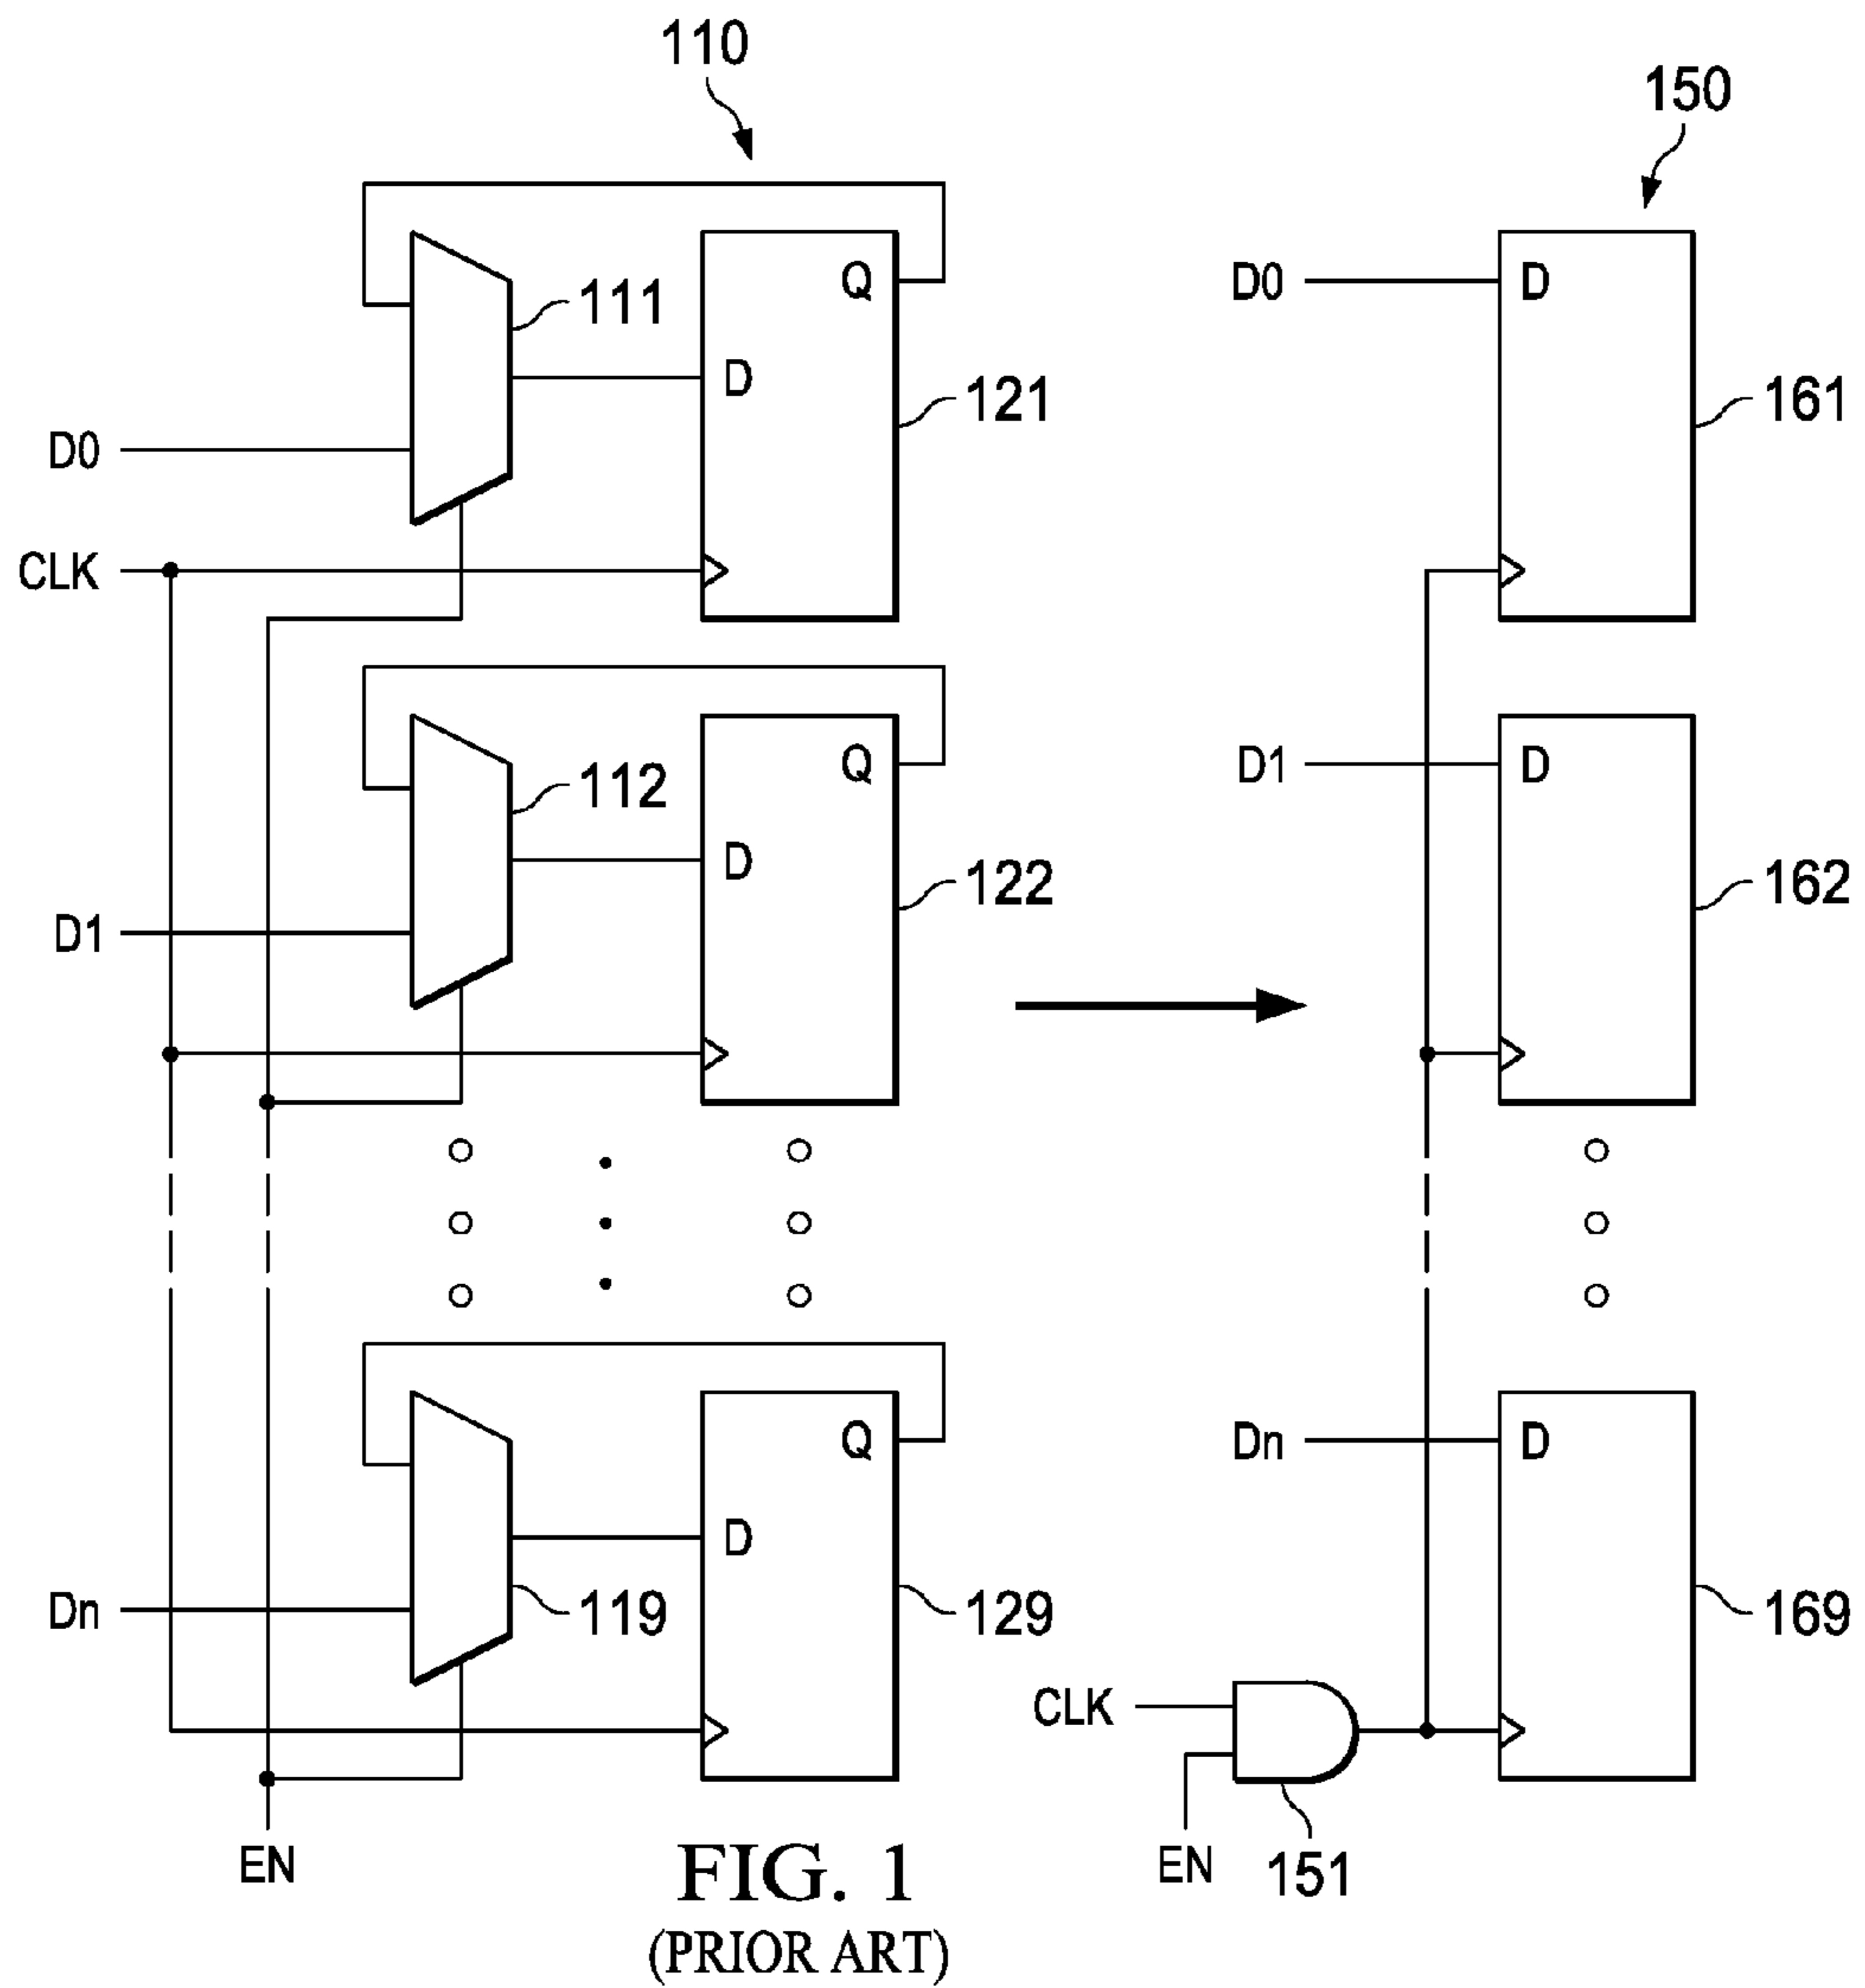 110
150
111
Q
D
121
D0
CLK
D0
D
161
112
Q
D
122
D1
D1
D
162
119
Q
D
129
Dn
EN
Dn
D
169
CLK
EN
151
FIG. 1
(PRIOR ART)